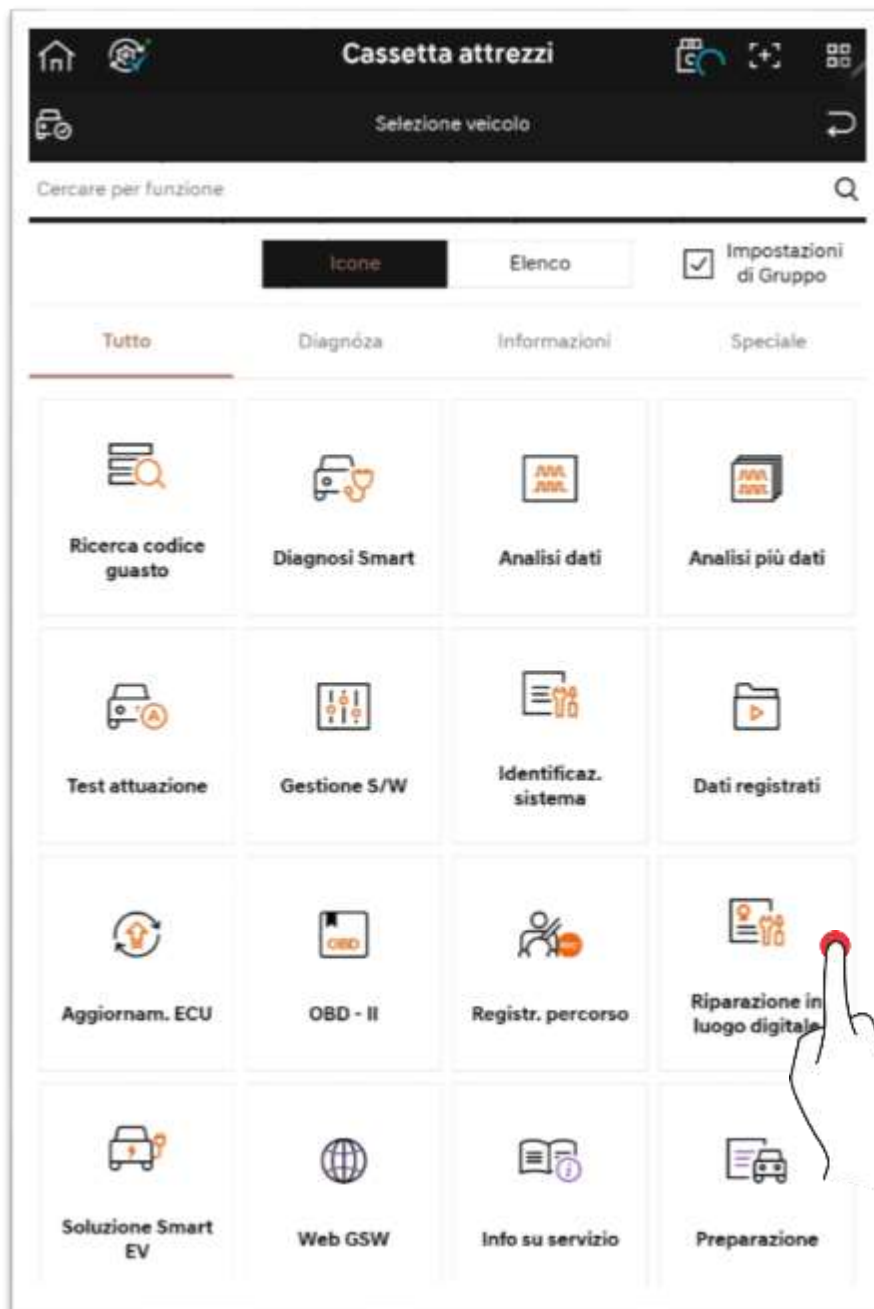 Cassetta attrezzi
Selezione veicolo
Cercare per funzione
Icone
Elenco
Impostazioni
di Gruppo
Tutto
Diagnóza
Informazioni
Speciale
Ricerca codice
guasto
Diagnosi Smart
Analisi dati
Analisi più dati
Test attuazione
Gestione S/W
Identificaz.
sistema
Dati registrati
Aggiornam. ECU
OBD
OBD - II
Registr. percorso
Riparazione in
luogo digitale
Soluzione Smart
EV
Web GSW
Info su servizio
Preparazione